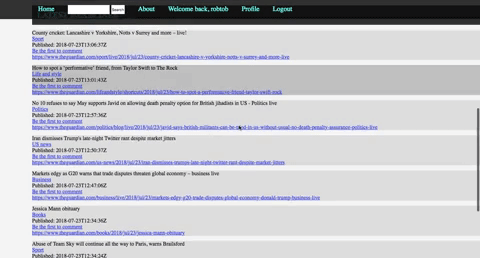 Home Search About Welcome back, robtob Profile Logout
County cricket: Lancashire v Yorkshire, Notts v Surrey and more – live!
Sport
Published: 2018-07-23T13:06:37Z
Be the first to comment
https://www.theguardian.com/sport/live/2018/jul/23/county-cricket-lancashire-v-yorkshire-notts-v-surrey-and-more-live
How to spot a ‘performative’ friend, from Taylor Swift to The Rock
Life and style
Published: 2018-07-23T13:01:43Z
Be the first to comment
https://www.theguardian.com/lifeandstyle/shortcuts/2018/jul/23/how-to-spot-a-performative-friend-taylor-swift-rock
No 10 refuses to say May supports Javid on allowing death penalty for British jihadists in US - Politics live
Politics
Published: 2018-07-23T12:57:36Z
Be the first to comment
https://www.theguardian.com/politics/blog/live/2018/jul/23/javid-says-british-militants-can-be-tried-in-us-without-usual-no-death-penalty-assurance-politics-live
Iran dismisses Trump's late-night Twitter rant despite market jitters
US news
Published: 2018-07-23T12:50:37Z
Be the first to comment
https://www.theguardian.com/us-news/2018/jul/23/iran-dismisses-trumps-late-night-twitter-rant-despite-market-jitters
Markets edgy as G20 warns that trade disputes threaten global economy – business live
Business
Published: 2018-07-23T12:47:06Z
Be the first to comment
https://www.theguardian.com/business/live/2018/jul/23/markets-edgy-g20-trade-disputes-global-economy-donald-trump-business-live
Jessica Mann obituary
Books
Published: 2018-07-23T12:34:36Z
Be the first to comment
https://www.theguardian.com/books/2018/jul/23/jessica-mann-obituary
Abuse of Team Sky will continue all the way to Paris, warns Brailsford
Sport
Published: 2018-07-23T12:34:24Z